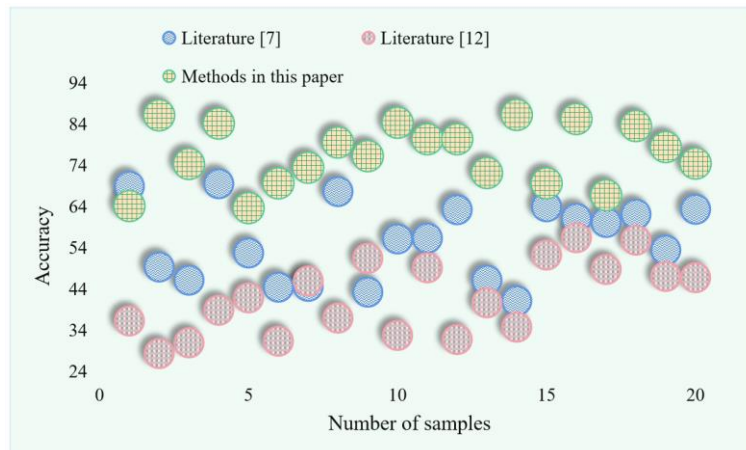 Literature [7] Literature [12]
Methods in this paper
94
84
74
64
54
44
34
24
Accuracy
0 5 10 15 20
Number of samples